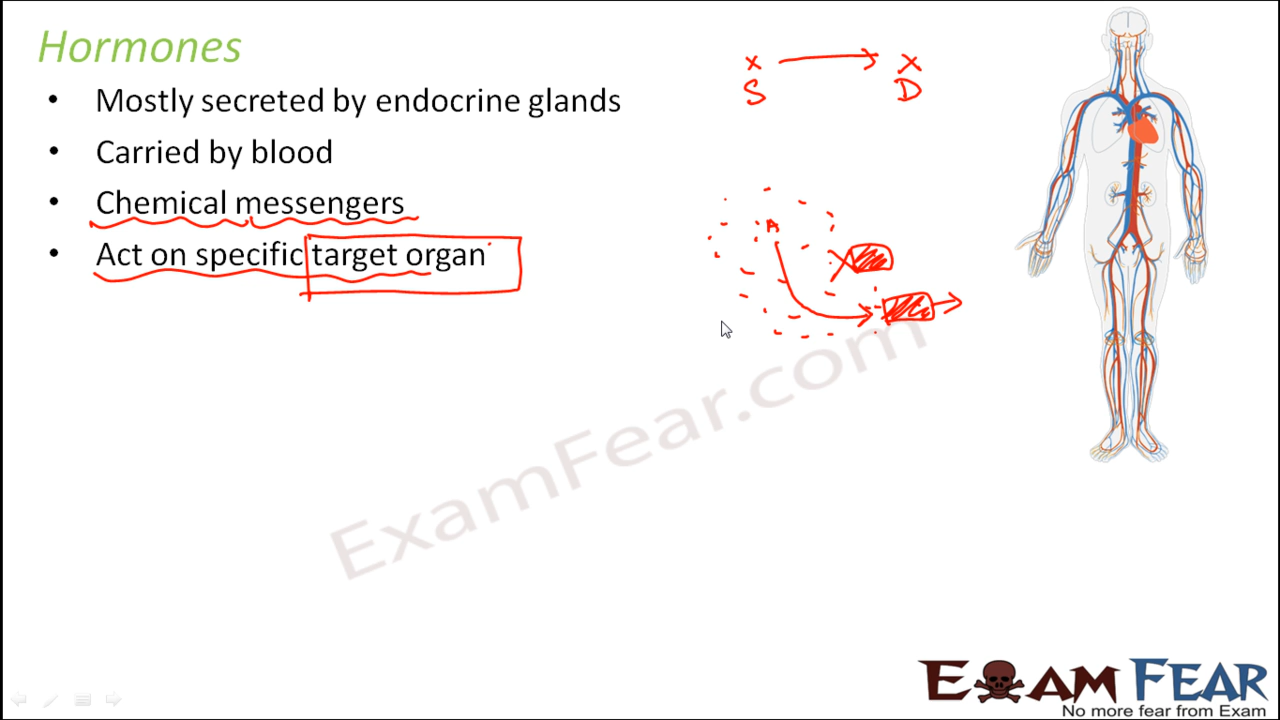 Hormones
• Mostly secreted by endocrine glands
• Carried by blood
• Chemical messengers
• Act on specific target organ
x → x
S D
A
ExamFear.com
EXAM FEAR
No more fear from Exam